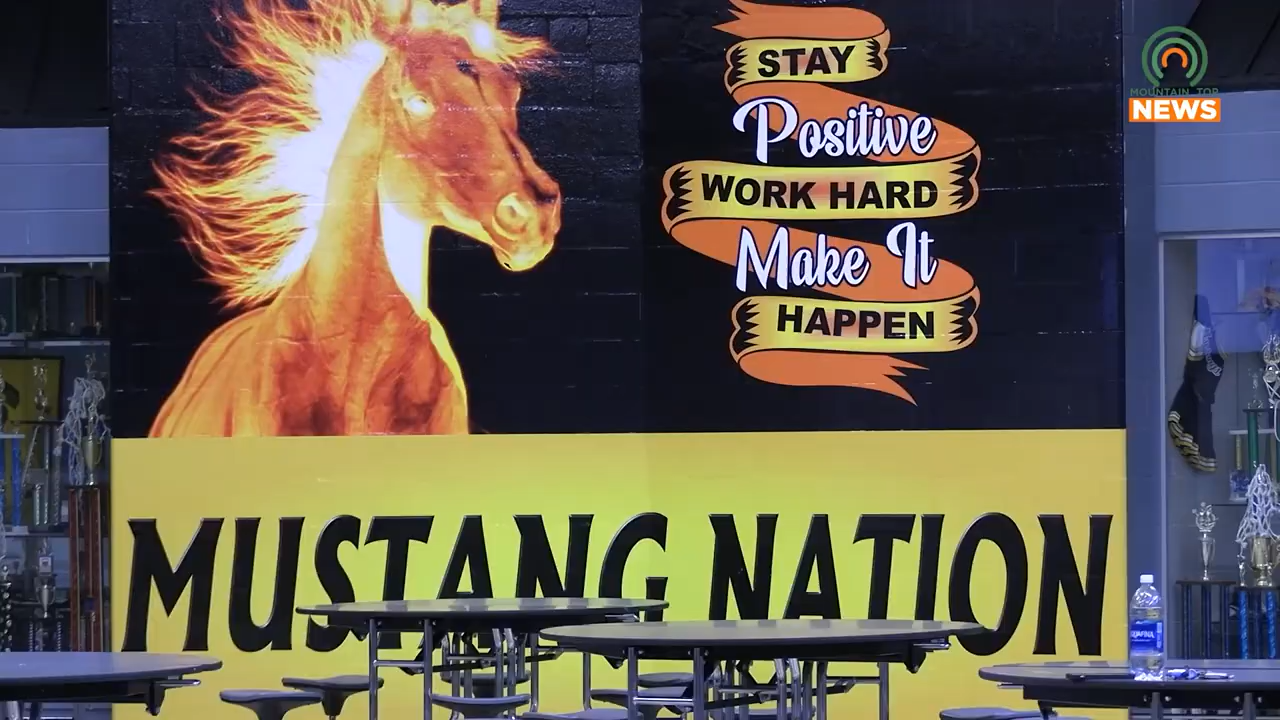 STAY
Positive
WORK HARD
Make It
HAPPEN
MOUNTAIN TOP
NEWS
MUSTANG NATION